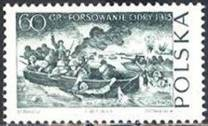 60 GR • FORSOWANIE ODRY 1945
POLSKA